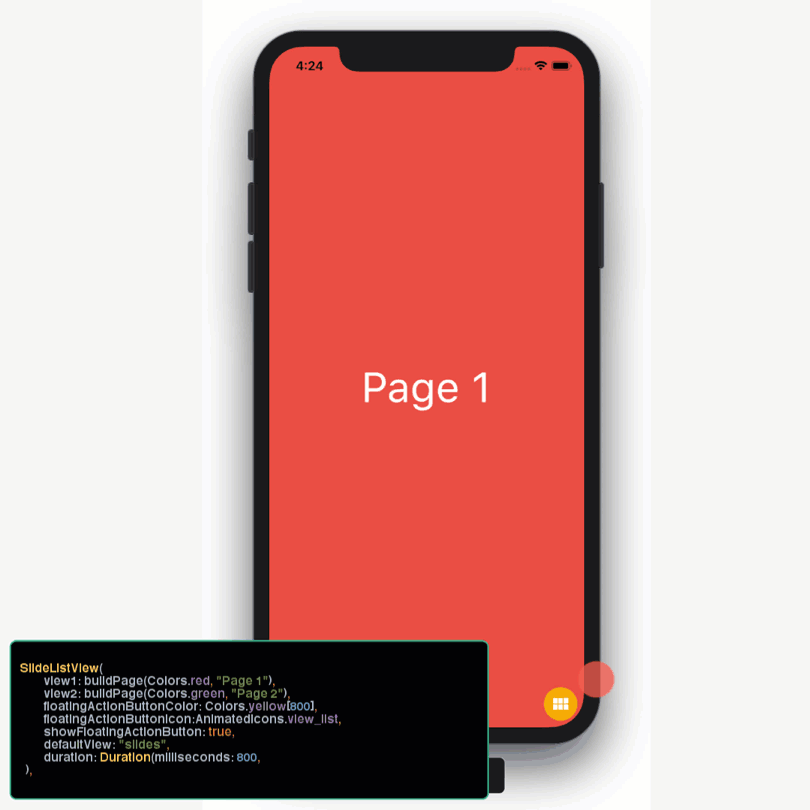 4:24
Page 1
SlideListView(
view1: buildPage(Colors.red, "Page 1"),
view2: buildPage(Colors.green, "Page 2"),
floatingActionButtonColor: Colors.yellow[800],
floatingActionButtonIcon:AnimatedIcons.view_list,
showFloatingActionButton: true,
defaultView: "slides",
duration: Duration(milliseconds: 800,
),